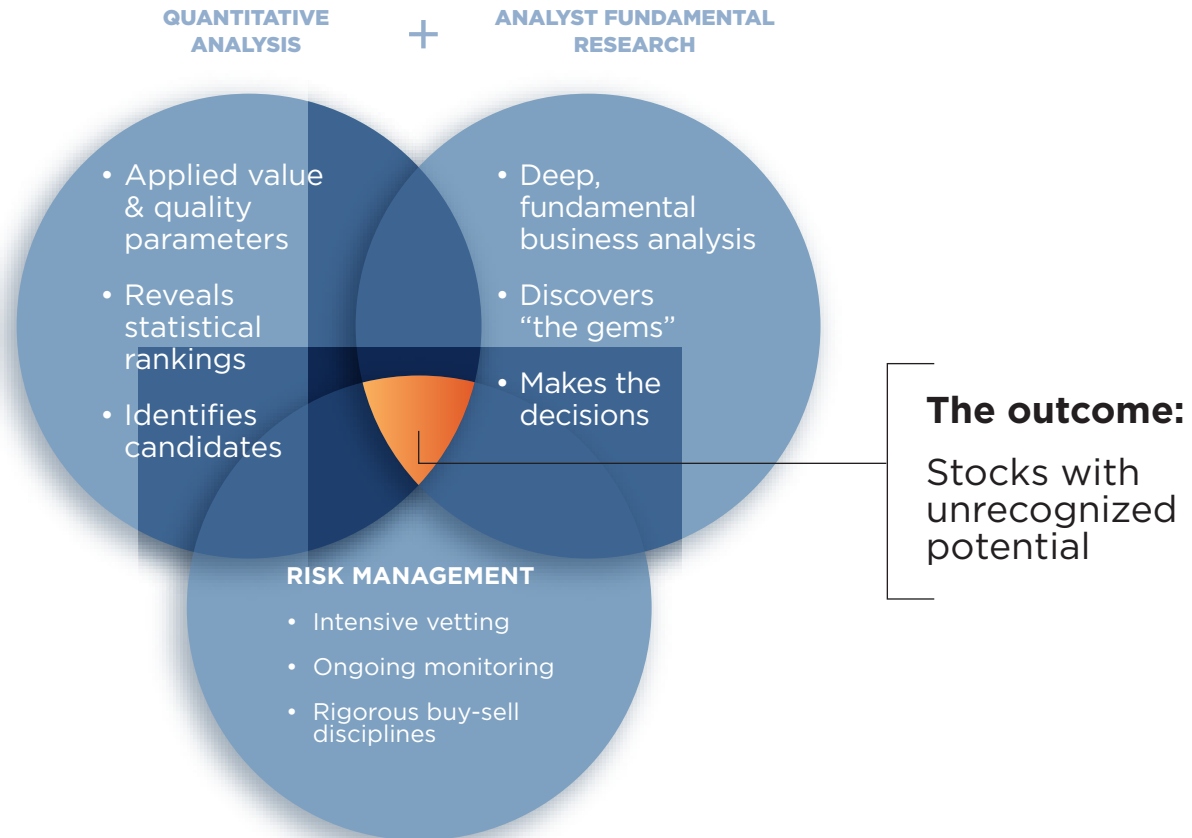 QUANTITATIVE
ANALYSIS
+
ANALYST FUNDAMENTAL
RESEARCH
• Applied value
& quality
parameters
• Reveals
statistical
rankings
• Identifies
candidates
• Deep,
fundamental
business analysis
• Discovers
“the gems”
• Makes the
decisions
RISK MANAGEMENT
• Intensive vetting
• Ongoing monitoring
• Rigorous buy-sell
disciplines
The outcome:
Stocks with
unrecognized
potential